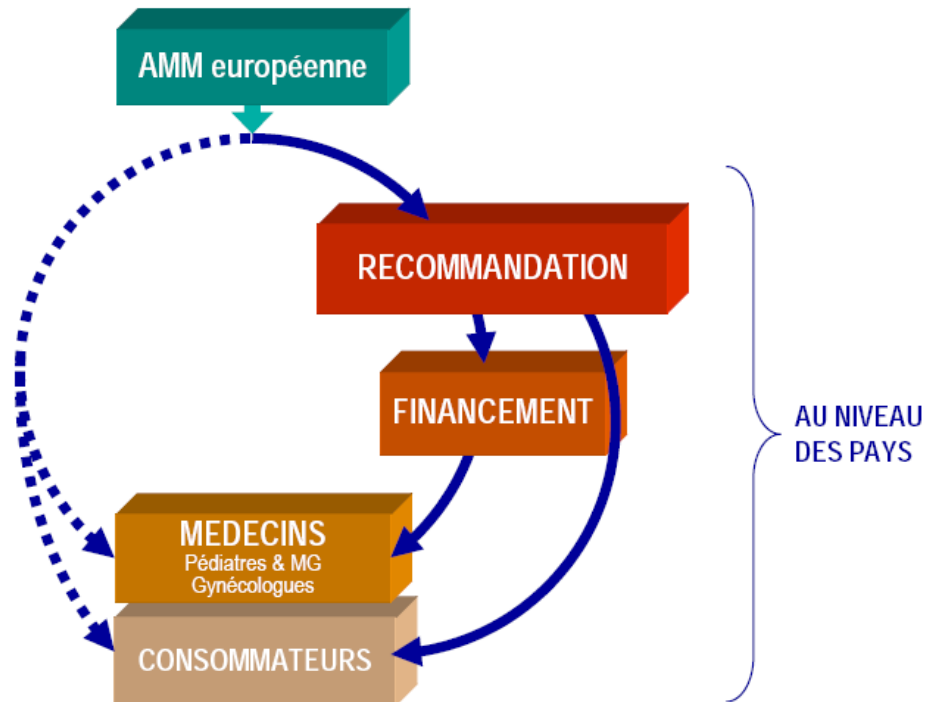 AMM européenne
RECOMMANDATION
FINANCEMENT
AU NIVEAU
DES PAYS
MEDECINS
Pédiatres & MG
Gynécologues
CONSOMMATEURS